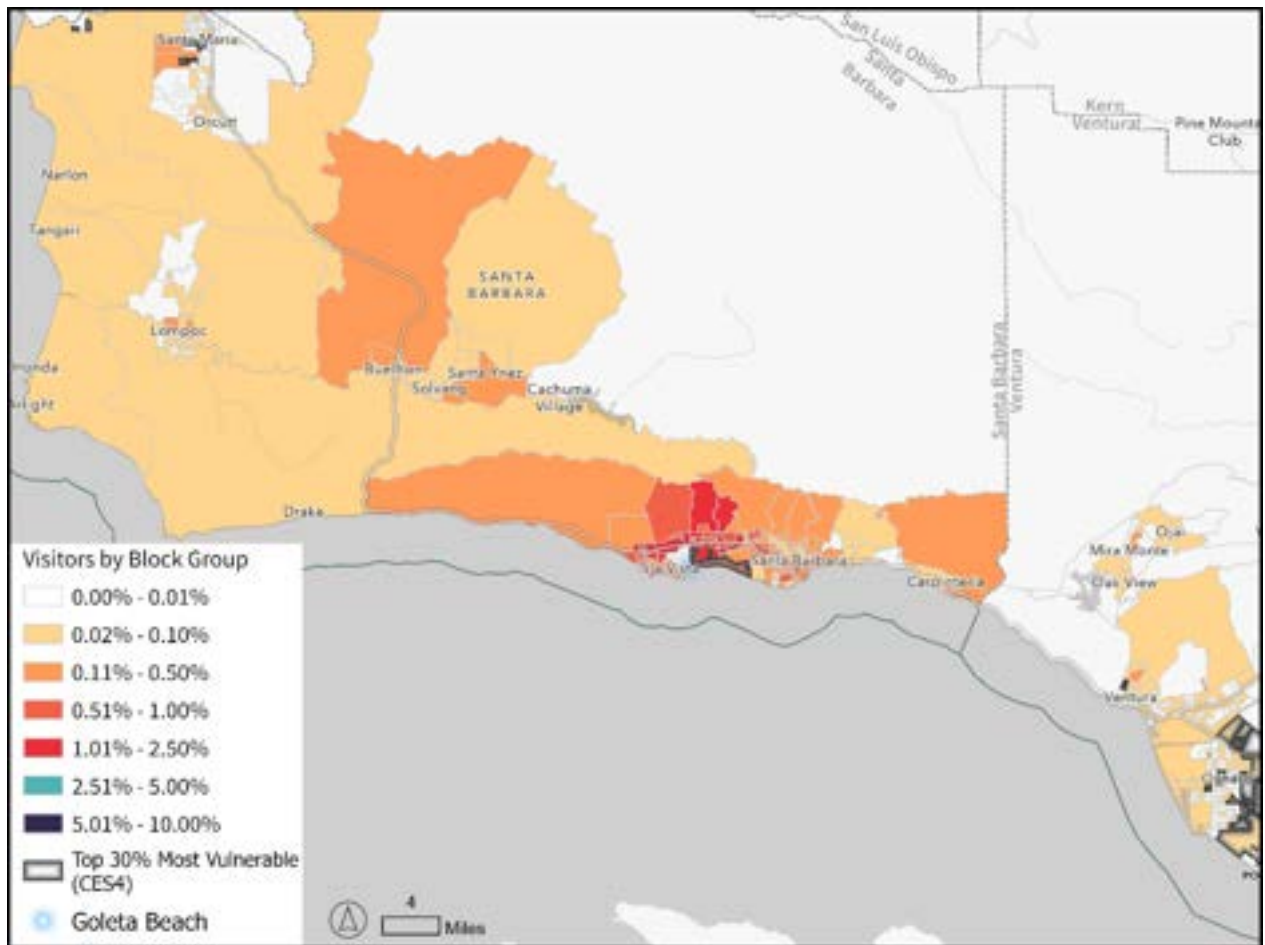 San Luis Obispo
Santa
Barbara
Santa Maria
Orcutt
Kern
Ventura
Pine Mounta
Club
Narlon
Tangair
SANTA
BARBARA
Lompoc
Buellton
Santa Ynez
Solvang
Cachuma
Village
Santa Barbara
Ventura
Drake
Isla Vista
Santa Barbara
Carpinteria
Ojai
Mira Monte
Oak View
Ventura
Visitors by Block Group
0.00% - 0.01%
0.02% - 0.10%
0.11% - 0.50%
0.51% - 1.00%
1.01% - 2.50%
2.51% - 5.00%
5.01% - 10.00%
Top 30% Most Vulnerable
(CES4)
Goleta Beach
4
Miles